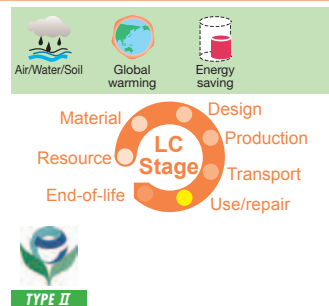 Air/Water/Soil
Global
warming
Energy
saving
Material
Design
LC
Stage
Production
Resource
Transport
End-of-life
Use/repair
TYPE II